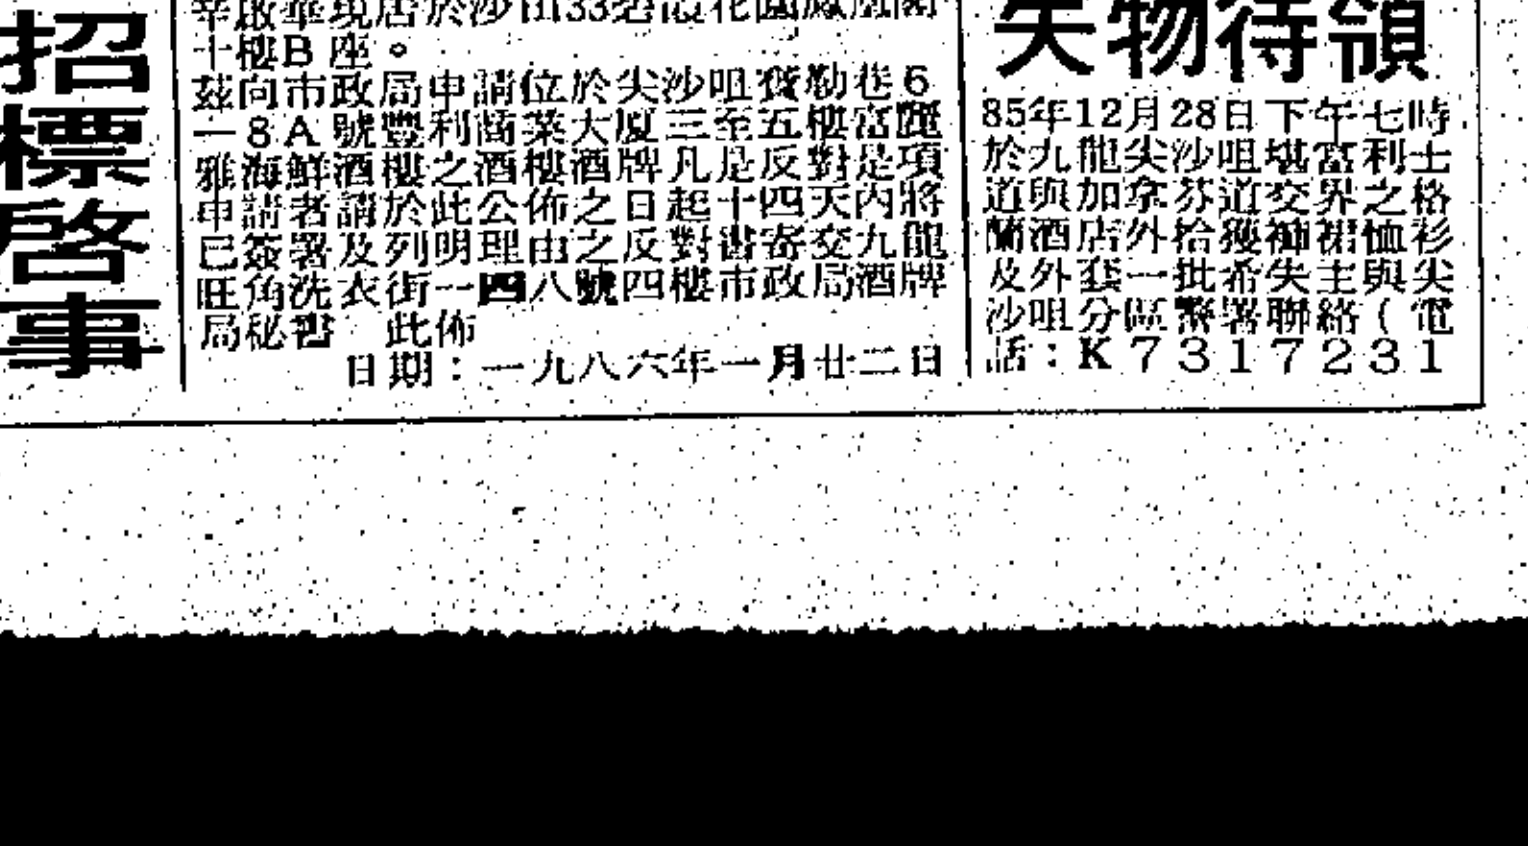 招標啓事
十樓B座。
茲向市政局申請位於尖沙咀寶勒巷6
—8A號豐利商業大廈三至五樓富麗
雅海鮮酒樓之酒樓酒牌凡是反對是項
申請者請於此公佈之日起十四天內將
已簽署及列明理由之反對書寄交九龍
旺角洗衣街一四八號四樓市政局酒牌
局秘書 此佈
日期：一九八六年一月廿二日
失物待領
85年12月28日下午七時
於九龍尖沙咀堪富利士
道與加拿芬道交界之格
蘭酒店外拾獲褲裙恤衫
及外套一批希失主與尖
沙咀分區警署聯絡（電
話：K7317231